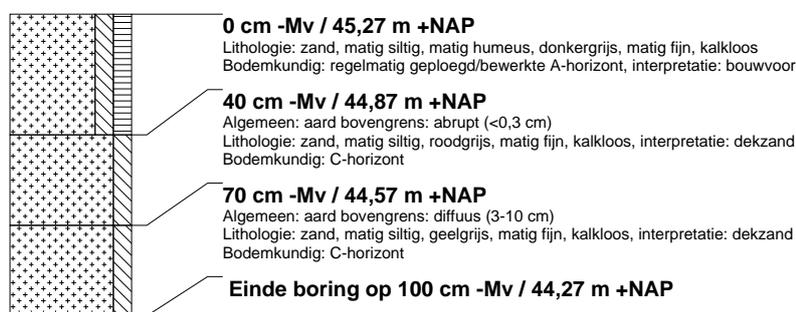 0 cm -Mv / 45,27 m +NAP
Lithologie: zand, matig siltig, matig humeus, donkergrijs, matig fijn, kalkloos
Bodemkundig: regelmatig geploegd/bewerkte A-horizont, interpretatie: bouwvoor
40 cm -Mv / 44,87 m +NAP
Algemeen: aard bovengrens: abrupt (<0,3 cm)
Lithologie: zand, matig siltig, roodgrijs, matig fijn, kalkloos, interpretatie: dekzand
Bodemkundig: C-horizont
70 cm -Mv / 44,57 m +NAP
Algemeen: aard bovengrens: diffuus (3-10 cm)
Lithologie: zand, matig siltig, geelgrijs, matig fijn, kalkloos, interpretatie: dekzand
Bodemkundig: C-horizont
Einde boring op 100 cm -Mv / 44,27 m +NAP